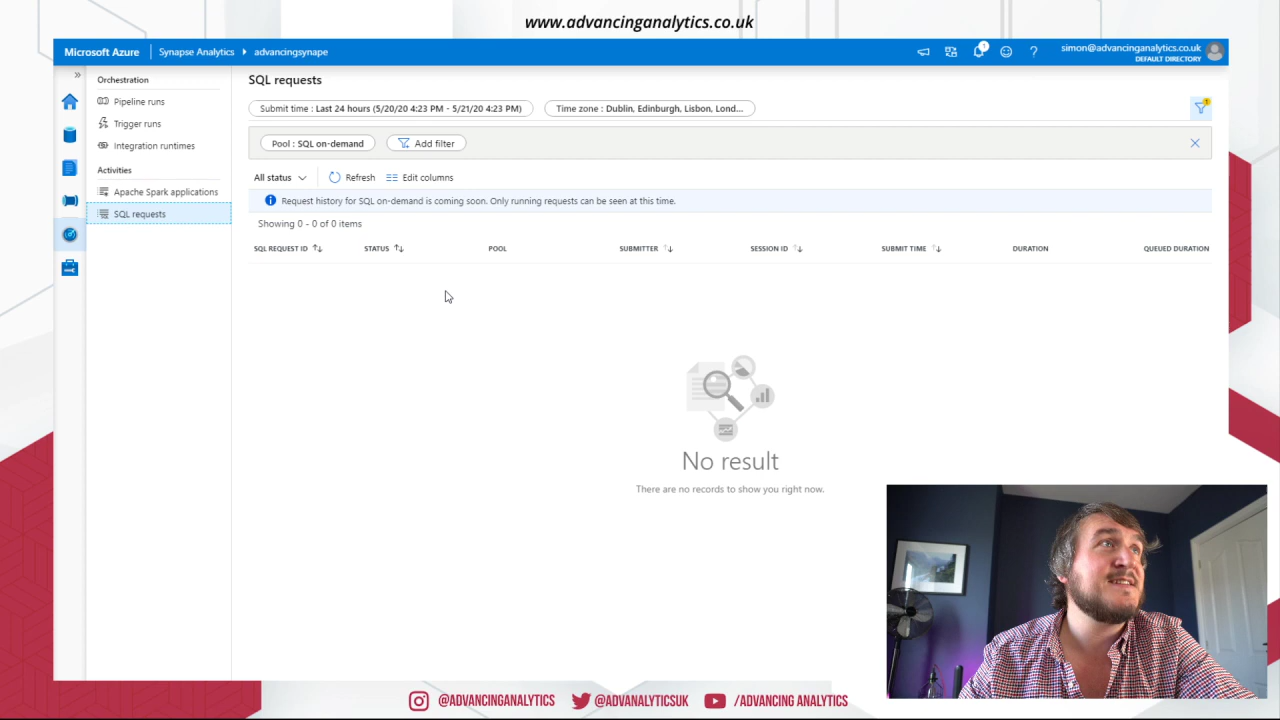 www.advancinganalytics.co.uk
Microsoft Azure
Synapse Analytics
advancingsynape
1
simon@advancinganalytics.co.uk
DEFAULT DIRECTORY
Orchestration
Pipeline runs
Trigger runs
Integration runtimes
Activities
Apache Spark applications
SQL requests
SQL requests
Submit time : Last 24 hours (5/20/20 4:23 PM - 5/21/20 4:23 PM)
Time zone : Dublin, Edinburgh, Lisbon, Lond...
Pool : SQL on-demand
Add filter
All status
Refresh
Edit columns
Request history for SQL on-demand is coming soon. Only running requests can be seen at this time.
Showing 0 - 0 of 0 items
SQL REQUEST ID
STATUS
POOL
SUBMITTER
SESSION ID
SUBMIT TIME
DURATION
QUEUED DURATION
No result
There are no records to show you right now.
@ADVANCINGANALYTICS
@ADVANALYTICSUK
/ADVANCING ANALYTICS